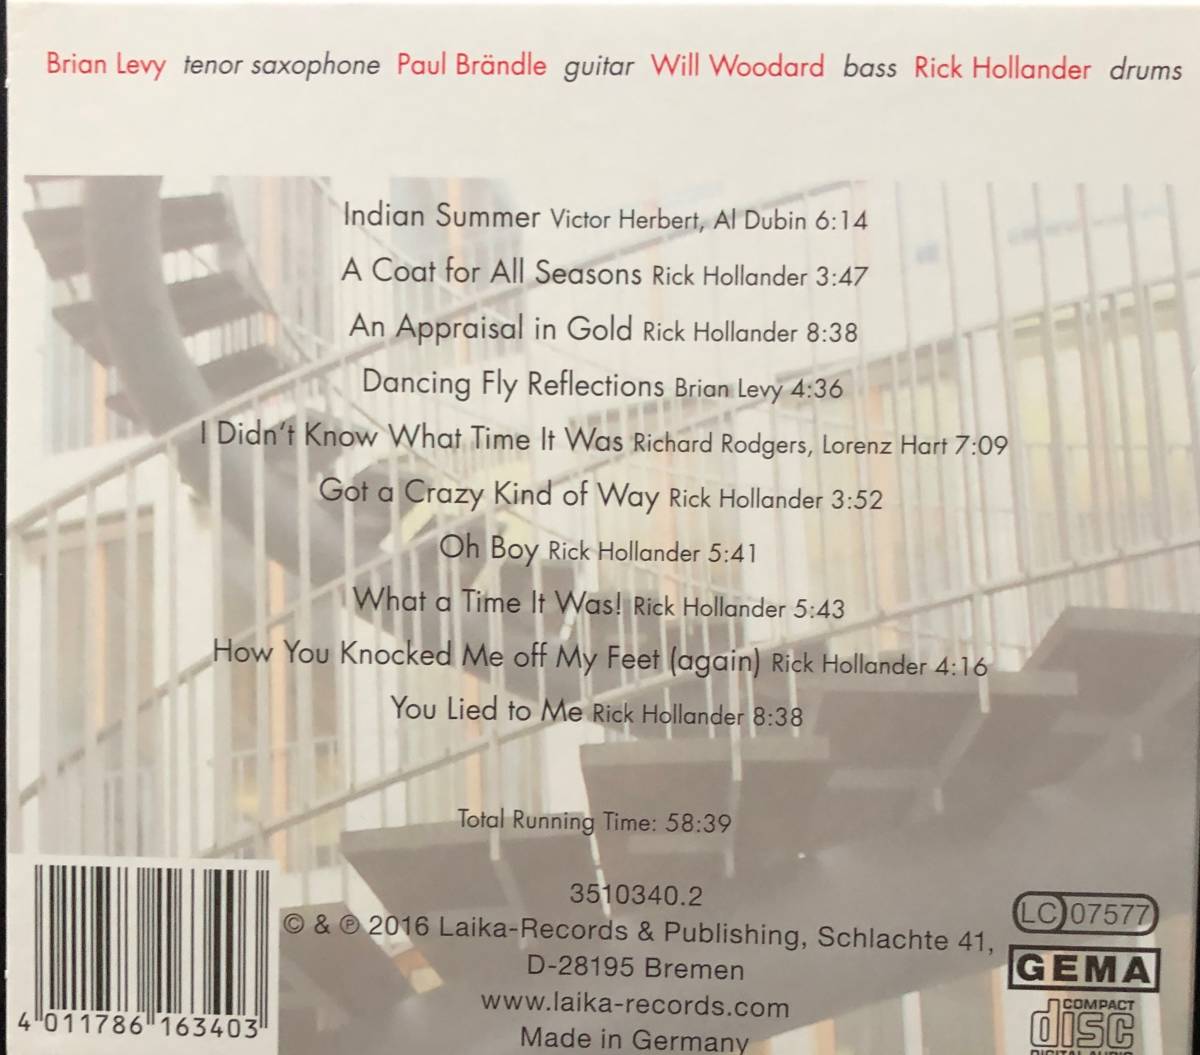 Brian Levy tenor saxophone Paul Brändle guitar Will Woodard bass Rick Hollander drums
Indian Summer Victor Herbert, Al Dubin 6:14
A Coat for All Seasons Rick Hollander 3:47
An Appraisal in Gold Rick Hollander 8:38
Dancing Fly Reflections Brian Levy 4:36
I Didn't Know What Time It Was Richard Rodgers, Lorenz Hart 7:09
Got a Crazy Kind of Way Rick Hollander 3:52
Oh Boy Rick Hollander 5:41
What a Time It Was! Rick Hollander 5:43
How You Knocked Me off My Feet (again) Rick Hollander 4:16
You Lied to Me Rick Hollander 8:38
Total Running Time: 58:39
3510340.2
© & ℗ 2016 Laika-Records & Publishing, Schlachte 41,
D-28195 Bremen
www.laika-records.com
Made in Germany
4 011786 163403
LC 07577
GEMA
COMPACT
disc
DIGITAL AUDIO